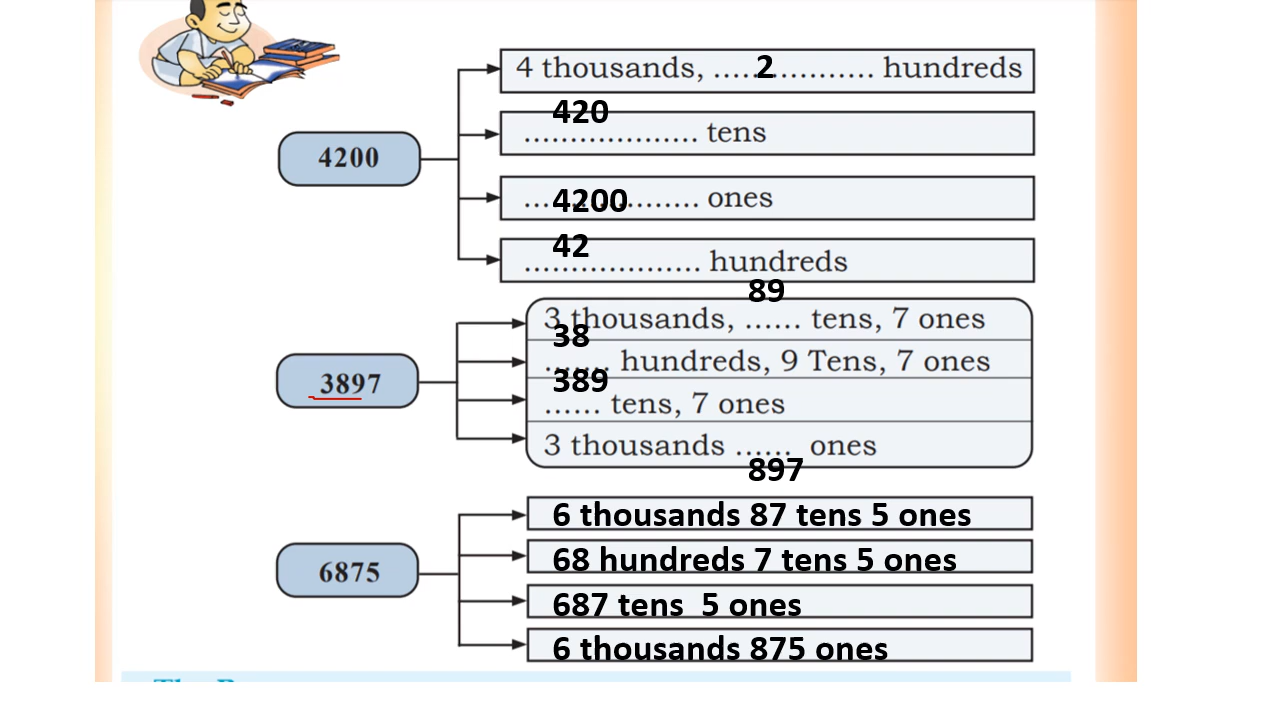 4 thousands, .....2............... hundreds
420
................... tens
4200
...4200......... ones
42
................... hundreds
89
3 thousands, ...... tens, 7 ones
38
....... hundreds, 9 Tens, 7 ones
3897
389
...... tens, 7 ones
3 thousands ...... ones
897
6 thousands 87 tens 5 ones
68 hundreds 7 tens 5 ones
6875
687 tens 5 ones
6 thousands 875 ones